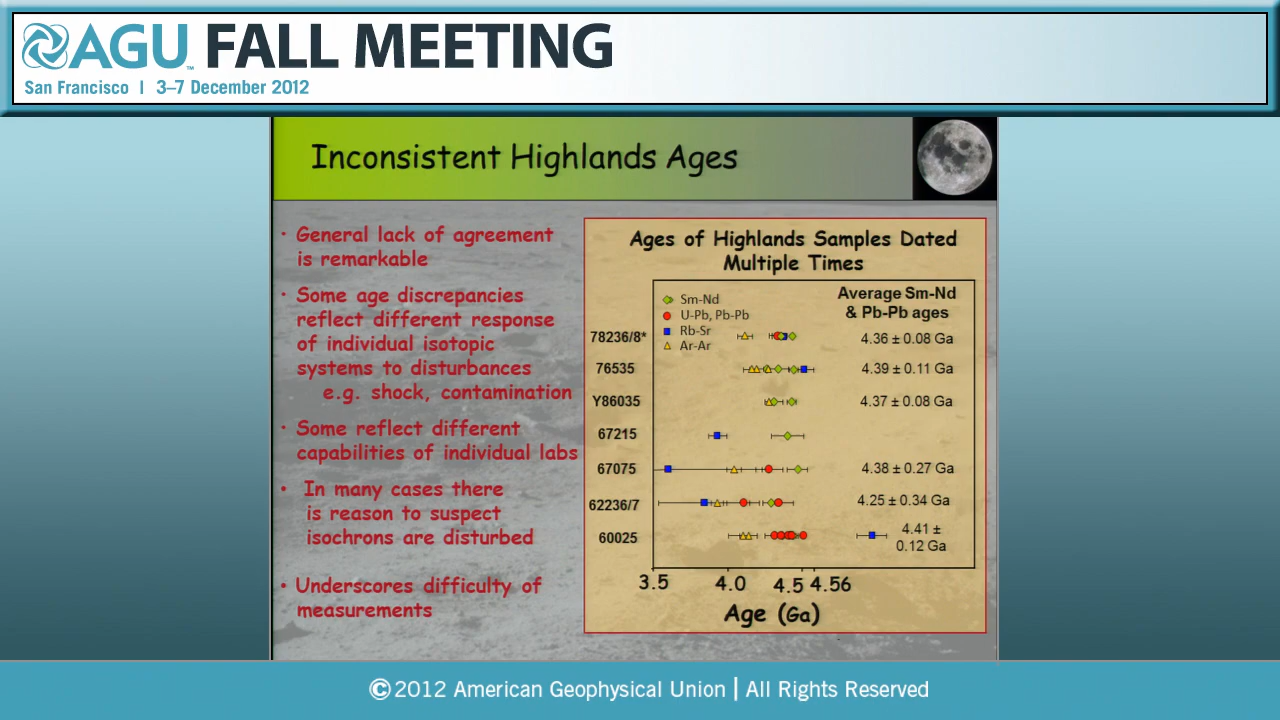 AGU FALL MEETING
San Francisco | 3–7 December 2012
Inconsistent Highlands Ages
• General lack of agreement
is remarkable
• Some age discrepancies
reflect different response
of individual isotopic
systems to disturbances
e.g. shock, contamination
• Some reflect different
capabilities of individual labs
• In many cases there
is reason to suspect
isochrons are disturbed
• Underscores difficulty of
measurements
Ages of Highlands Samples Dated
Multiple Times
Sm-Nd
U-Pb, Pb-Pb
Rb-Sr
Ar-Ar
Average Sm-Nd
& Pb-Pb ages
78236/8* 4.36 ± 0.08 Ga
76535 4.39 ± 0.11 Ga
Y86035 4.37 ± 0.08 Ga
67215
67075 4.38 ± 0.27 Ga
62236/7 4.25 ± 0.34 Ga
60025 4.41 ±
0.12 Ga
3.5 4.0 4.5 4.56
Age (Ga)
©2012 American Geophysical Union | All Rights Reserved